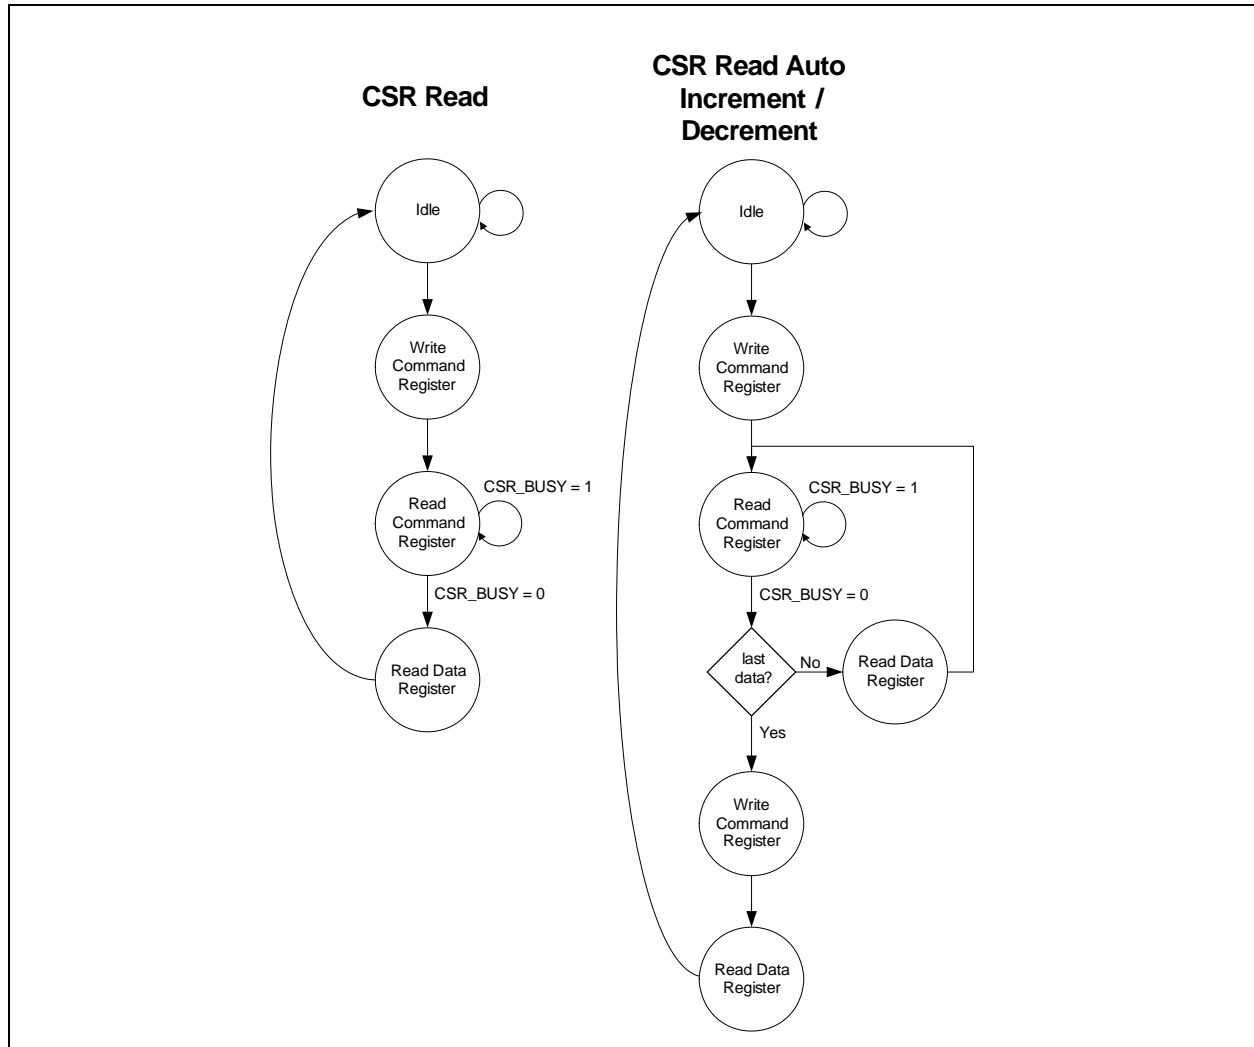 CSR Read
Idle
Write
Command
Register
Read
Command
Register
CSR_BUSY = 1
CSR_BUSY = 0
Read Data
Register
CSR Read Auto
Increment /
Decrement
Idle
Write
Command
Register
Read
Command
Register
CSR_BUSY = 1
CSR_BUSY = 0
last
data?
No
Read Data
Register
Yes
Write
Command
Register
Read Data
Register